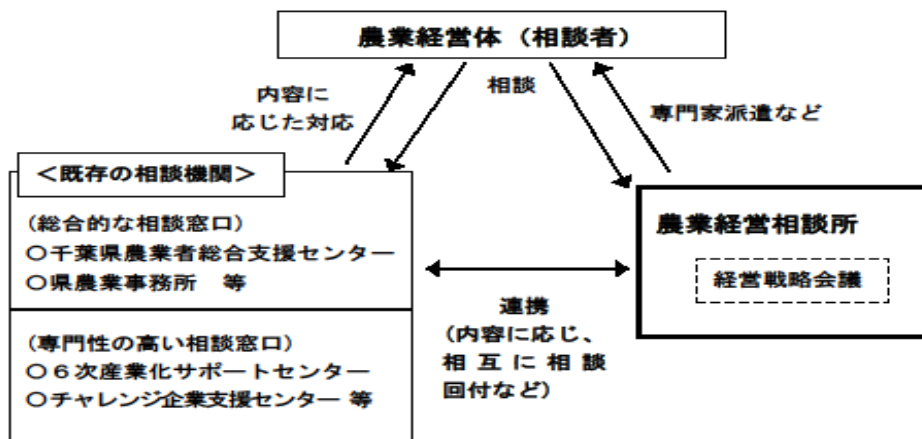 農業経営体（相談者）
内容に
応じた対応
相談
専門家派遣など
＜既存の相談機関＞
（総合的な相談窓口）
○千葉県農業者総合支援センター
○県農業事務所　等
（専門性の高い相談窓口）
○６次産業化サポートセンター
○チャレンジ企業支援センター 等
連携
（内容に応じ、
相互に相談
回付など）
農業経営相談所
経営戦略会議